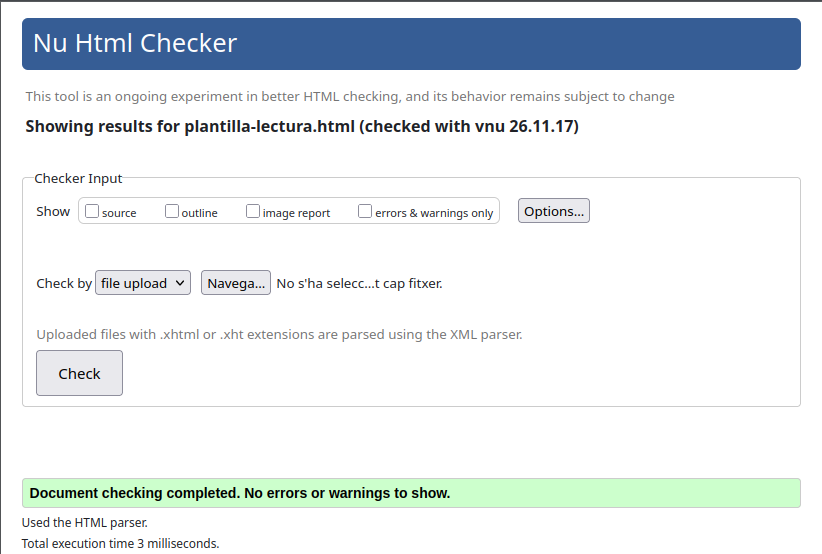 Nu Html Checker
This tool is an ongoing experiment in better HTML checking, and its behavior remains subject to change
Showing results for plantilla-lectura.html (checked with vnu 26.11.17)
Checker Input
Show source outline image report errors & warnings only Options...
Check by file upload Navega... No s'ha selecc...t cap fitxer.
Uploaded files with .xhtml or .xht extensions are parsed using the XML parser.
Check
Document checking completed. No errors or warnings to show.
Used the HTML parser.
Total execution time 3 milliseconds.